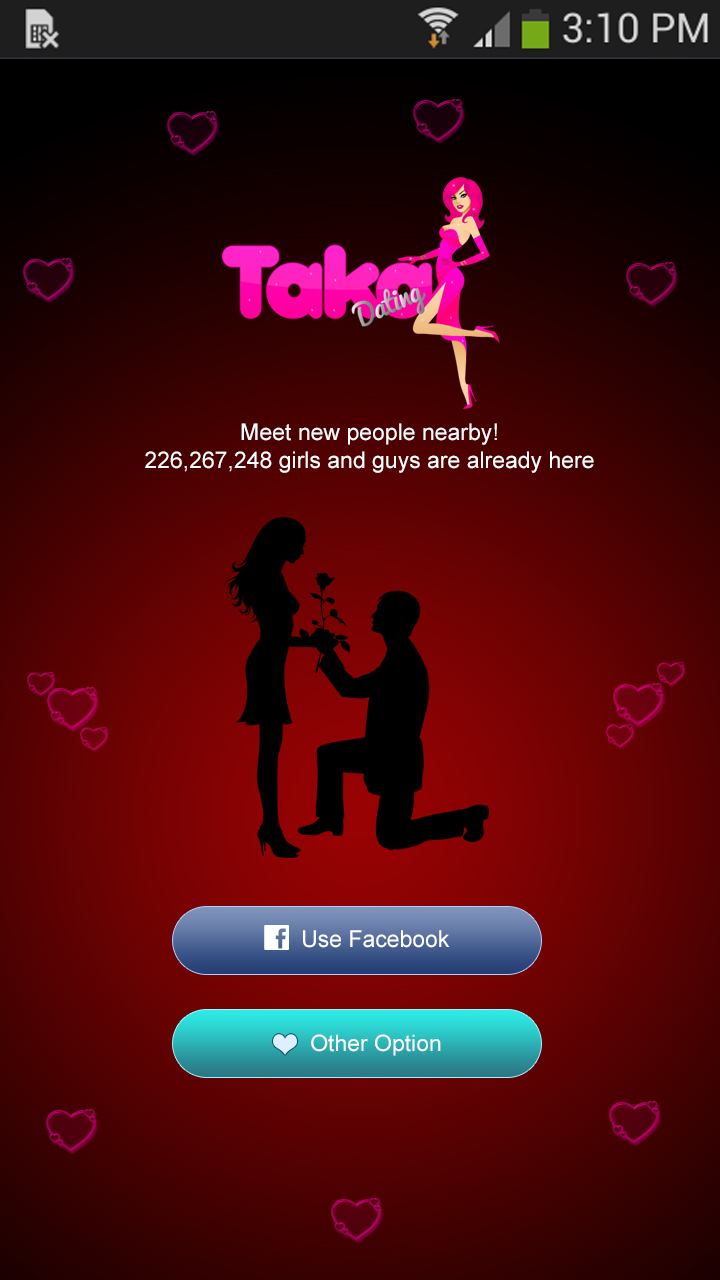 3:10 PM
Taka
Dating
Meet new people nearby!
226,267,248 girls and guys are already here
Use Facebook
Other Option